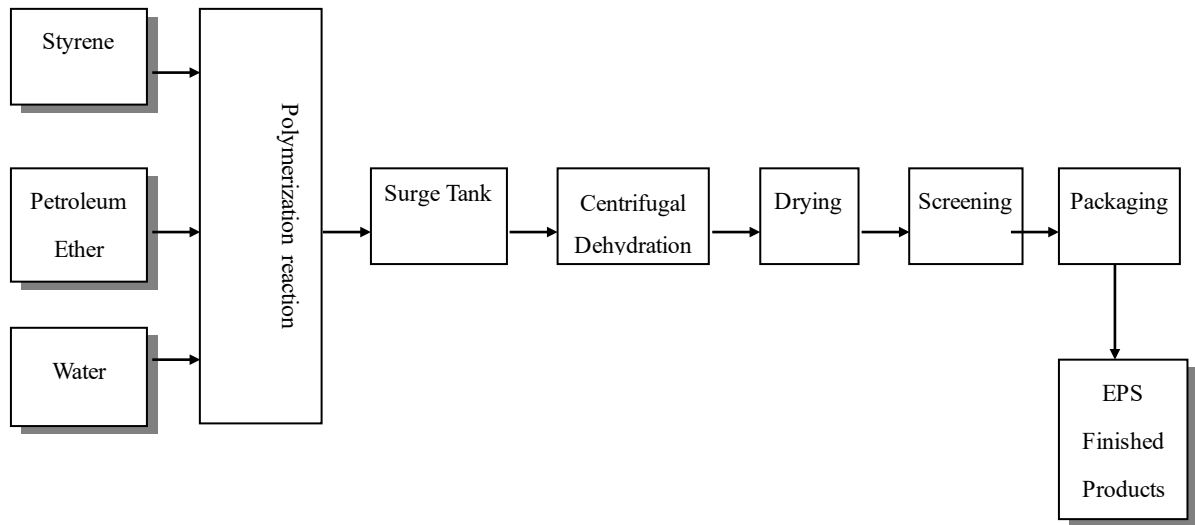 Styrene
Petroleum
Ether
Water
Polymerization reaction
Surge Tank
Centrifugal
Dehydration
Drying
Screening
Packaging
EPS
Finished
Products